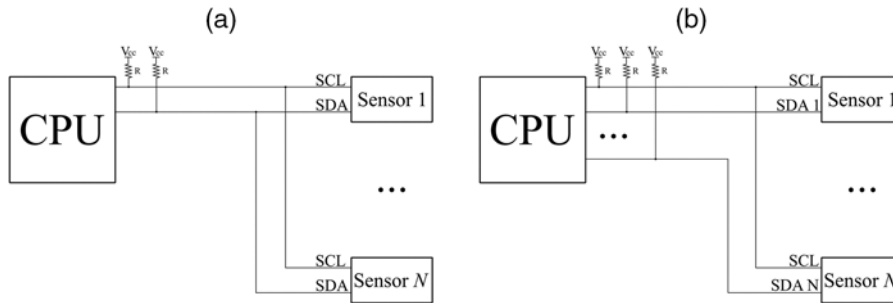 (a)
Vcc Vcc
R R
SCL
SDA
CPU
Sensor 1
...
SCL
SDA
Sensor N
(b)
Vcc Vcc Vcc
R R R
SCL
SDA 1
CPU
...
Sensor 1
...
SCL
SDA N
Sensor N